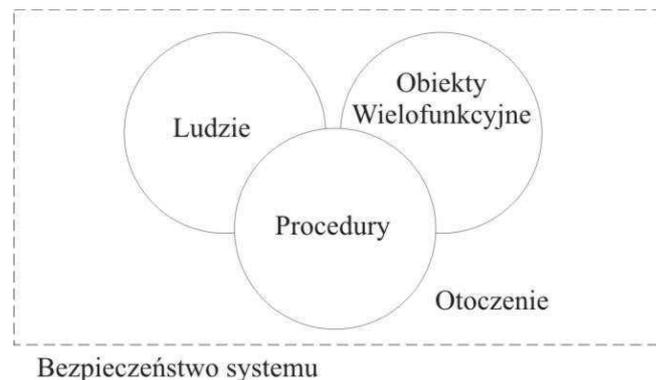 Obiekty
Wielofunkcyjne
Ludzie
Procedury
Otoczenie
Bezpieczeństwo systemu